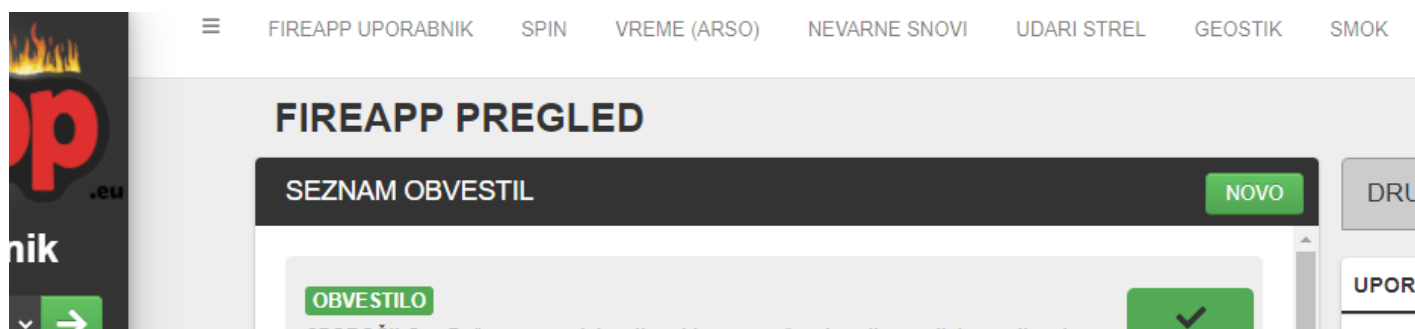 FIREAPP UPORABNIK SPIN VREME (ARSO) NEVARNE SNOVI UDARI STREL GEOSTIK SMOK
pp
.eu
nik
FIREAPP PREGLED
SEZNAM OBVESTIL NOVO
DRU
UPOR
OBVESTILO